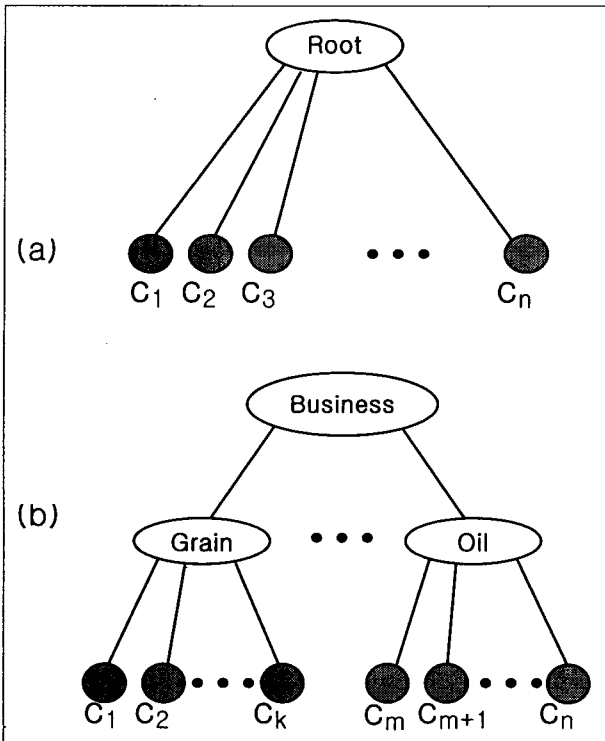 Root
(a)
C1 C2 C3 • • • Cn
Business
(b)
Grain • • • Oil
C1 C2 • • • • Ck Cm Cm+1 • • • • Cn